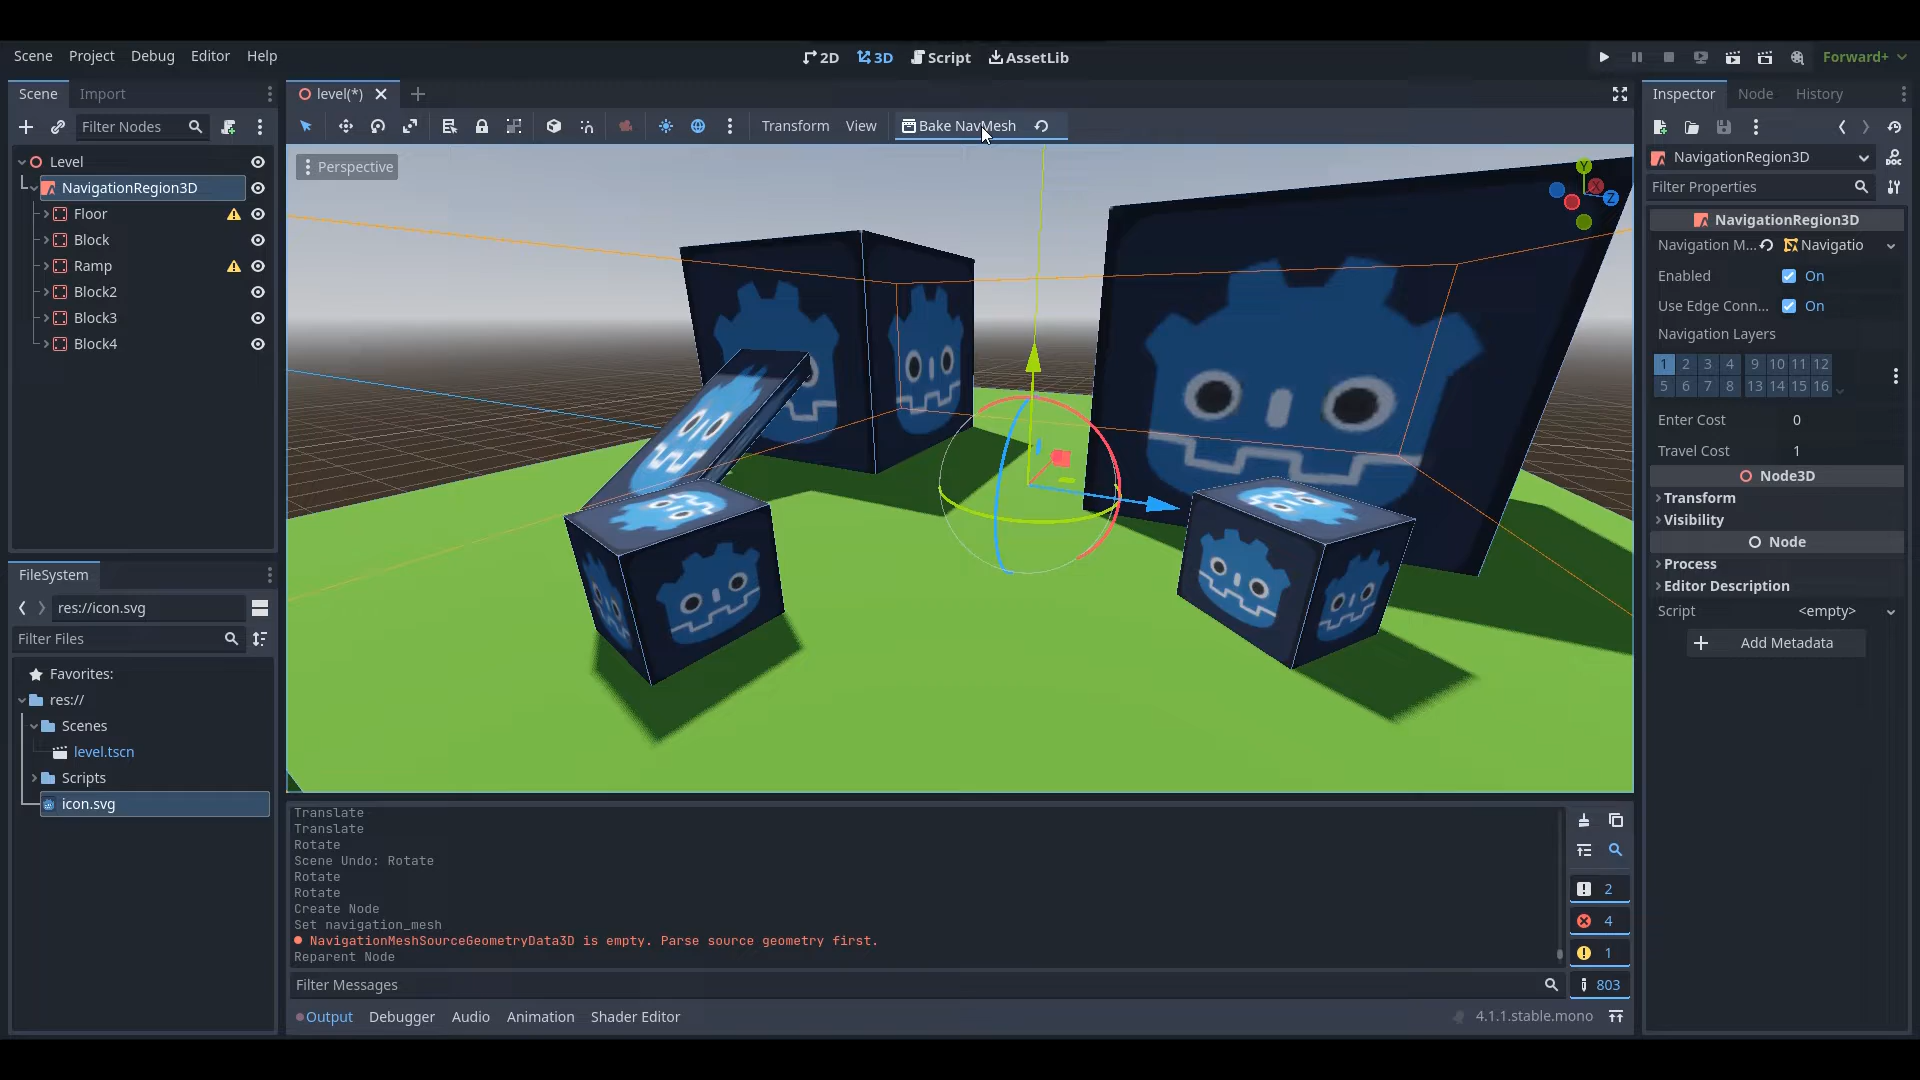 Scene Project Debug Editor Help
2D 3D Script AssetLib
Forward+
Scene Import
Filter Nodes
Level
NavigationRegion3D
Floor
Block
Ramp
Block2
Block3
Block4
FileSystem
res://icon.svg
Filter Files
Favorites:
res://
Scenes
level.tscn
Scripts
icon.svg
level(*)
Transform View Bake NavMesh
Perspective
Y
X
Z
Translate
Translate
Rotate
Scene Undo: Rotate
Rotate
Rotate
Create Node
Set navigation_mesh
NavigationMeshSourceGeometryData3D is empty. Parse source geometry first.
Reparent Node
2
4
1
803
Filter Messages
Output Debugger Audio Animation Shader Editor
4.1.1.stable.mono
Inspector Node History
NavigationRegion3D
DOC
Filter Properties
NavigationRegion3D
Navigation M... Navigatio
Enabled On
Use Edge Conn... On
Navigation Layers
1 2 3 4 9 10 11 12
5 6 7 8 13 14 15 16
Enter Cost 0
Travel Cost 1
Node3D
Transform
Visibility
Node
Process
Editor Description
Script <empty>
Add Metadata